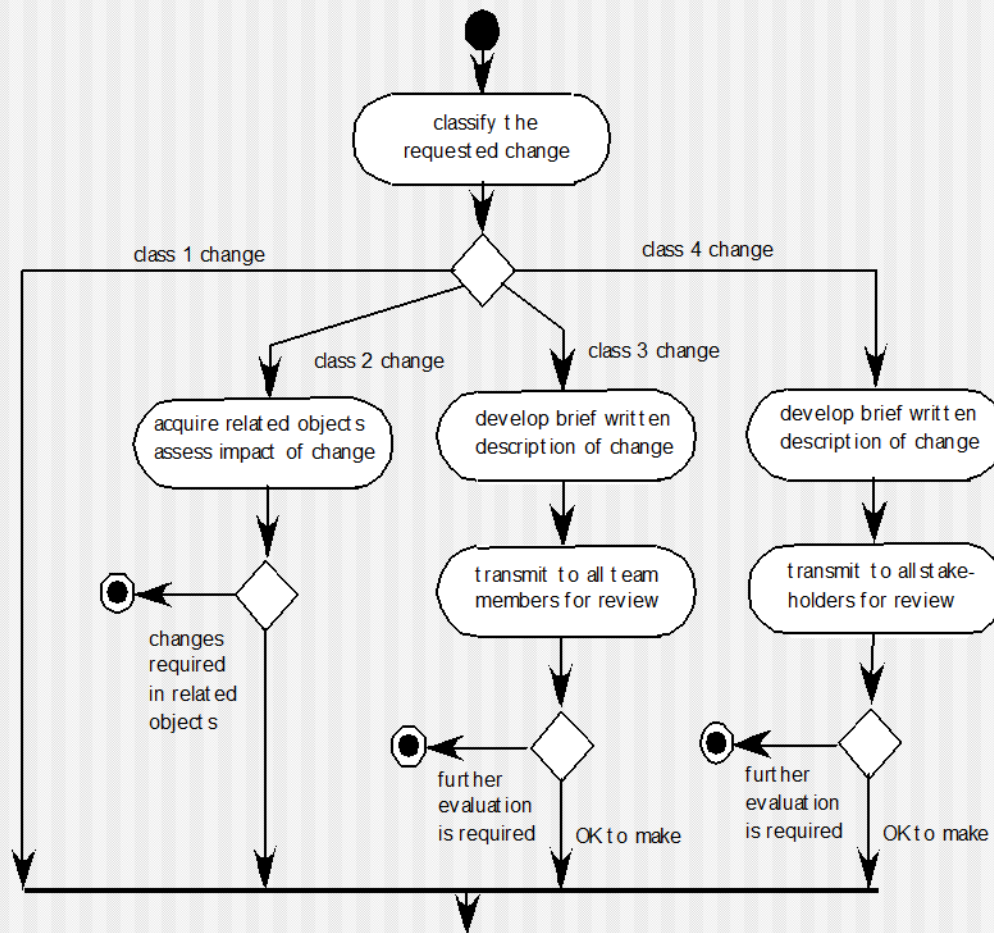 classify the
requested change
class 1 change
class 4 change
class 2 change
class 3 change
acquire related objects
assess impact of change
develop brief written
description of change
develop brief written
description of change
transmit to all team
members for review
transmit to all stake-
holders for review
changes
required
in related
objects
further
evaluation
is required
OK to make
further
evaluation
is required
OK to make